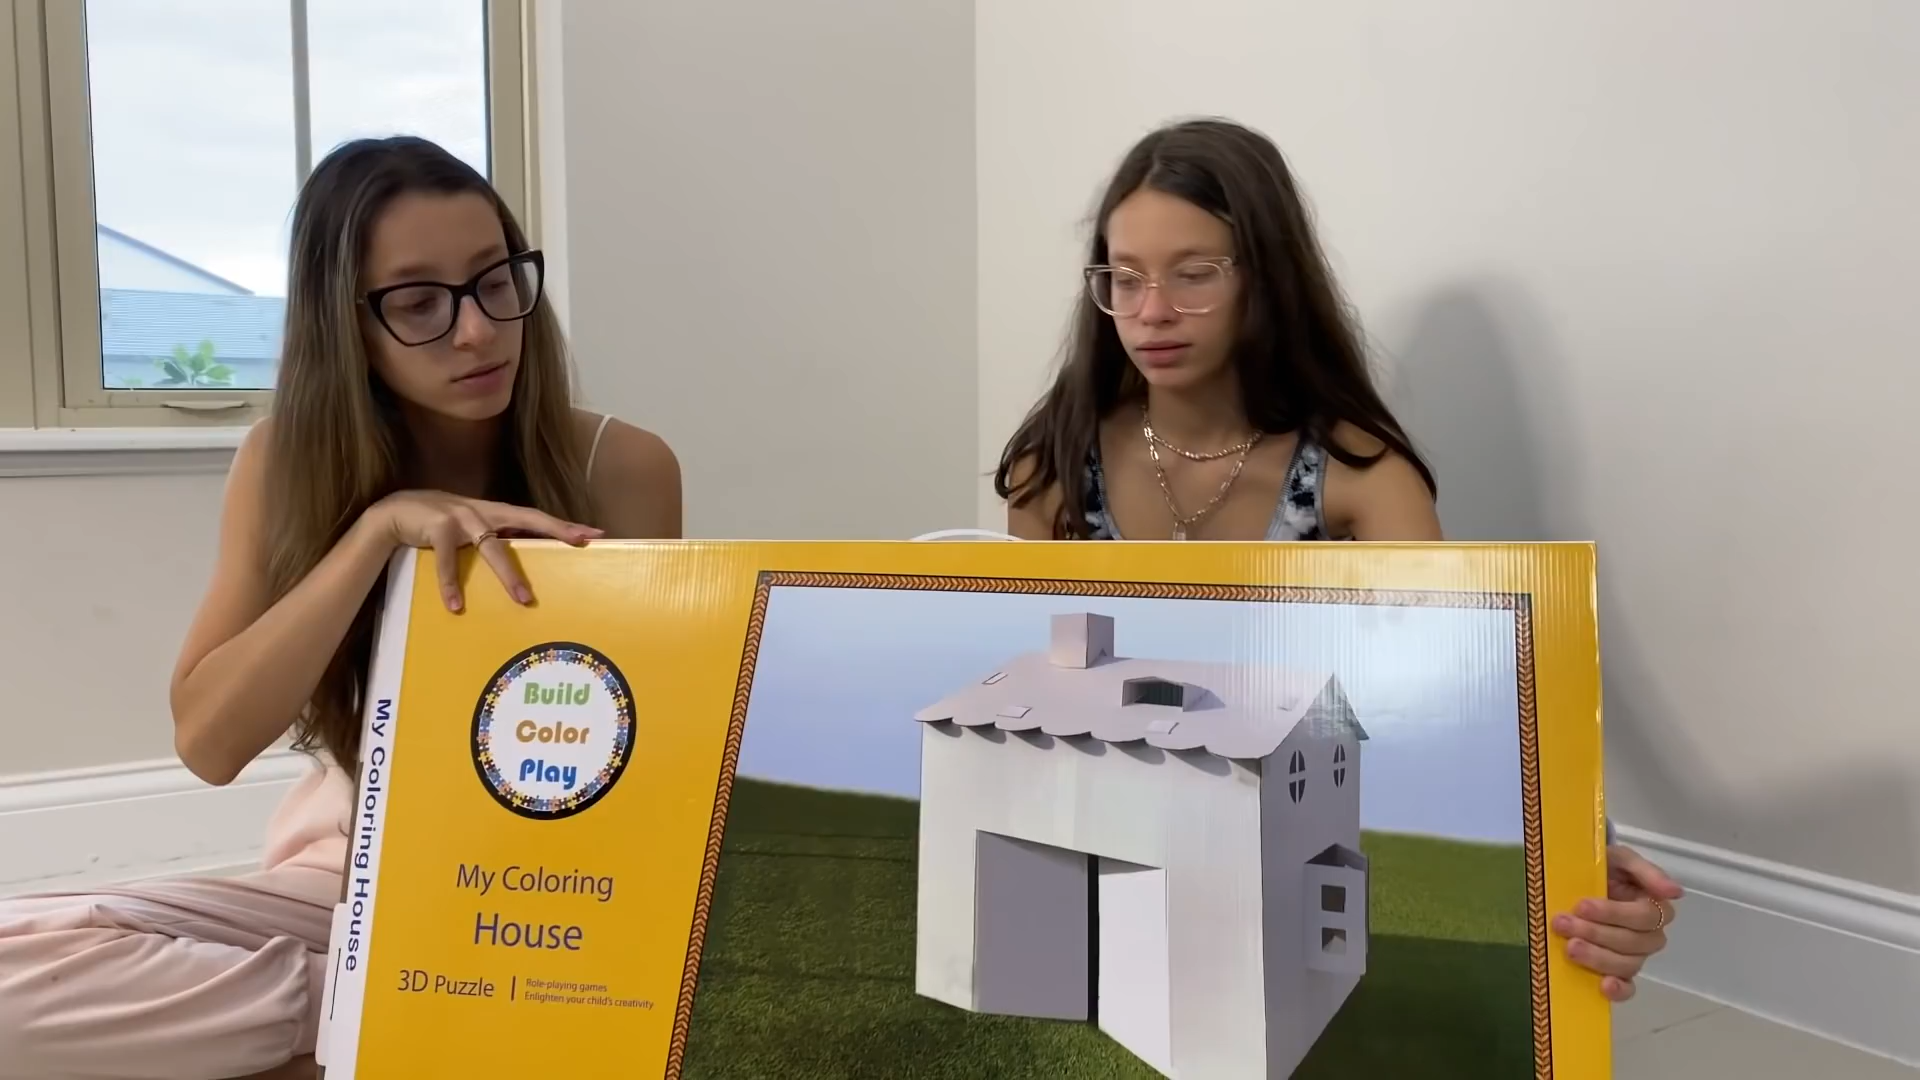 My Coloring House
Build
Color
Play
My Coloring
House
3D Puzzle
Role-playing games
Enlighten your child's creativity